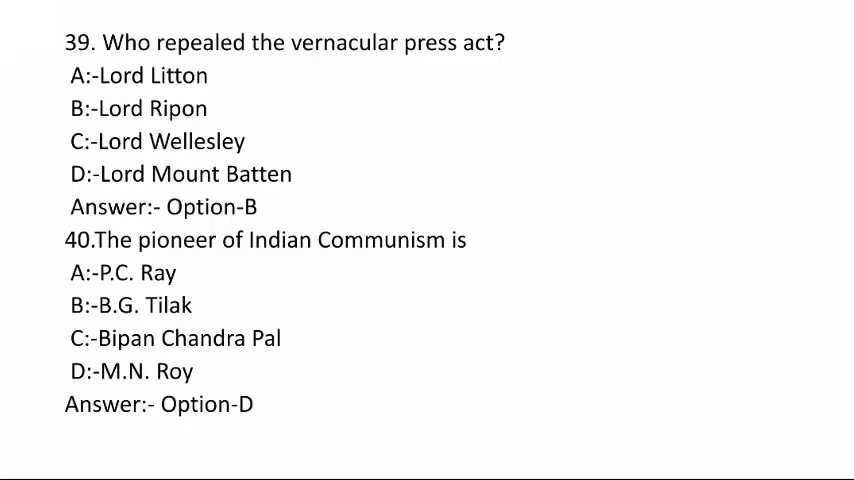 39. Who repealed the vernacular press act?
A:-Lord Litton
B:-Lord Ripon
C:-Lord Wellesley
D:-Lord Mount Batten
Answer:- Option-B
40.The pioneer of Indian Communism is
A:-P.C. Ray
B:-B.G. Tilak
C:-Bipan Chandra Pal
D:-M.N. Roy
Answer:- Option-D